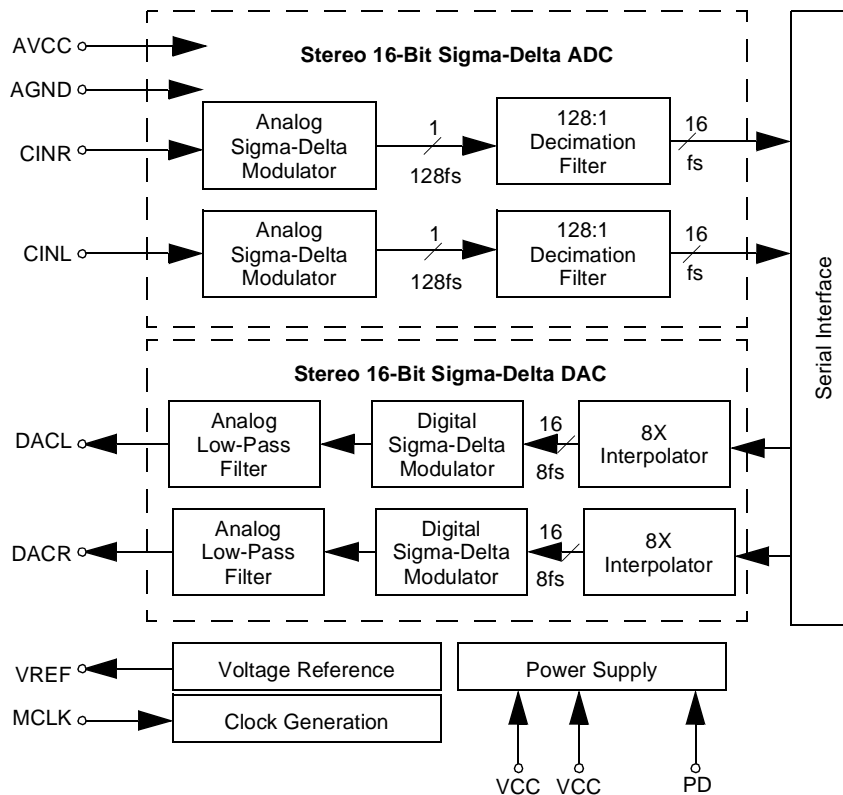 AVCC
Stereo 16-Bit Sigma-Delta ADC
AGND
CINR
Analog
Sigma-Delta
Modulator
1
128fs
128:1
Decimation
Filter
16
fs
CINL
Analog
Sigma-Delta
Modulator
1
128fs
128:1
Decimation
Filter
16
fs
Serial Interface
Stereo 16-Bit Sigma-Delta DAC
DACL
Analog
Low-Pass
Filter
Digital
Sigma-Delta
Modulator
16
8fs
8X
Interpolator
DACR
Analog
Low-Pass
Filter
Digital
Sigma-Delta
Modulator
16
8fs
8X
Interpolator
VREF
Voltage Reference
Power Supply
MCLK
Clock Generation
VCC
VCC
PD